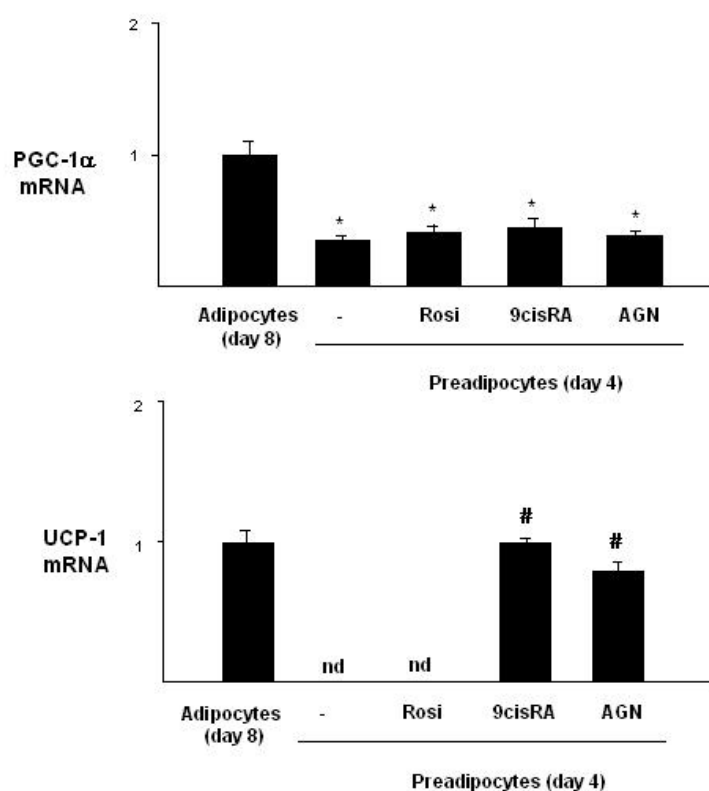 2
PGC-1α
mRNA
1
0
* * * *
Adipocytes
(day 8)
- Rosi 9cisRA AGN
Preadipocytes (day 4)
2
UCP-1
mRNA
1
# #
nd nd
Adipocytes
(day 8)
- Rosi 9cisRA AGN
Preadipocytes (day 4)